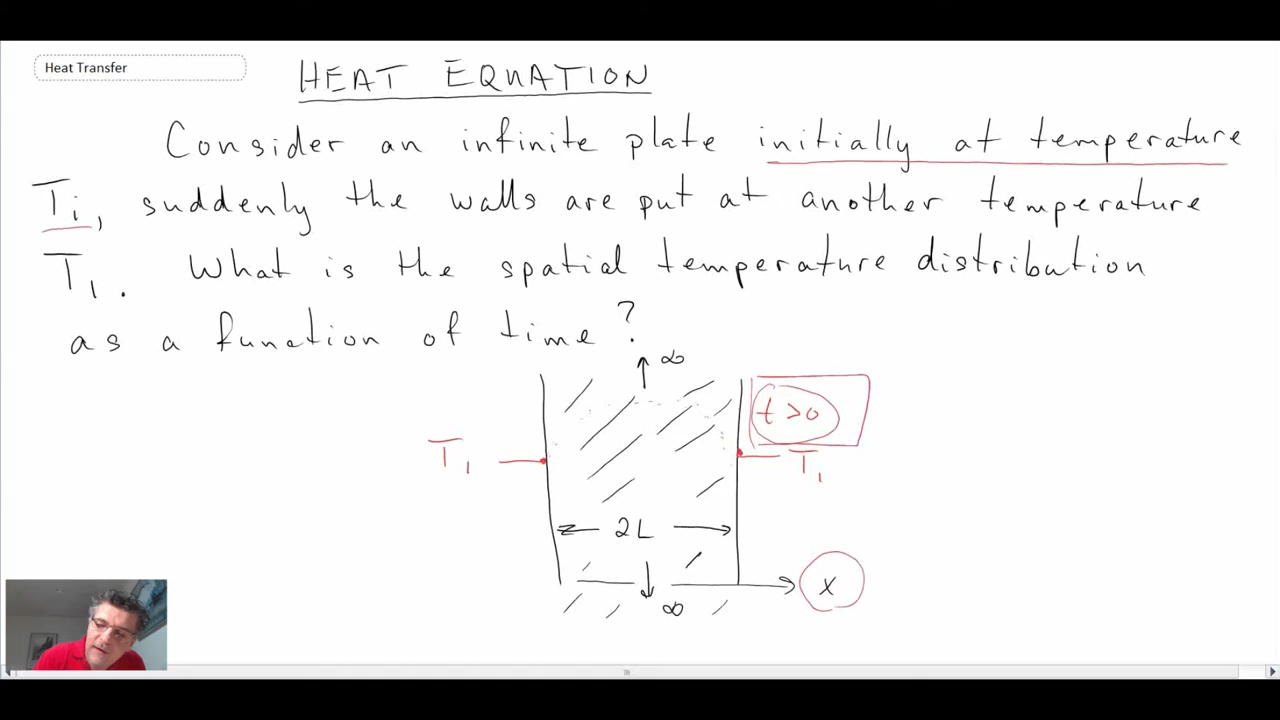 Heat Transfer
HEAT EQUATION
Consider an infinite plate initially at temperature
Ti, suddenly the walls are put at another temperature
T1. What is the spatial temperature distribution
as a function of time?
∞
t>0
T1
T1
2L
x
∞